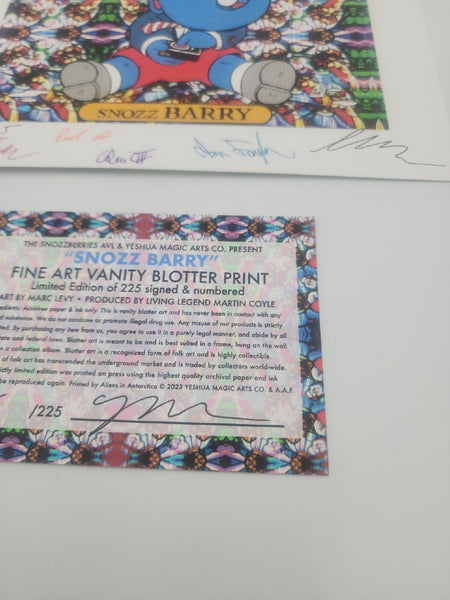 SNOZZ BARRY
THE SNOZZBERRIES AVL & YESHUA MAGIC ARTS CO. PRESENT
"SNOZZ BARRY"
FINE ART VANITY BLOTTER PRINT
Limited Edition of 225 signed & numbered
ART BY MARC LEVY • PRODUCED BY LIVING LEGEND MARTIN COYLE
edients: Acid-free paper & ink only. This is vanity blotter art and has never been in contact with any
substances. We do not condone or promote illegal drug use. Any misuse of our products is strictly
By purchasing any item from us, you agree to use it in a purely legal manner, and abide by all
tate and federal laws. Blotter art is meant to be and is best suited in a frame, hung on the wall
e a collection album. Blotter art is a recognized form of folk art and is highly collectible.
of folk art has transcended the underground market and is traded by collectors world-wide.
rictly limited edition was printed on press using the highest quality archival paper and ink
be reproduced again. Printed by Aliens in Antarctica © 2023 YESHUA MAGIC ARTS CO. & A.A.F.
/225